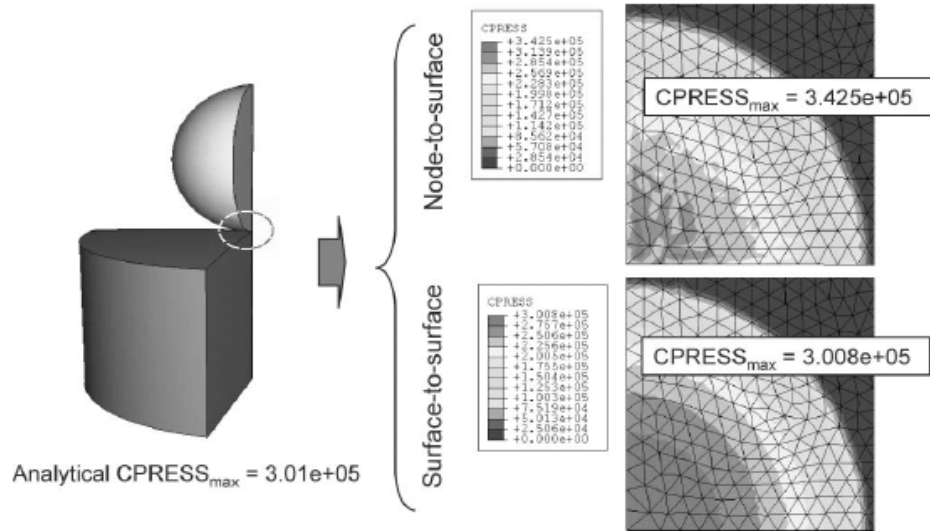 Node-to-surface
CPRESS
+3.425e+05
+3.139e+05
+2.854e+05
+2.569e+05
+2.283e+05
+1.998e+05
+1.712e+05
+1.427e+05
+1.142e+05
+8.562e+04
+5.708e+04
+2.854e+04
+0.000e+00
CPRESSmax = 3.425e+05
Surface-to-surface
CPRESS
+3.008e+05
+2.757e+05
+2.506e+05
+2.256e+05
+2.005e+05
+1.755e+05
+1.504e+05
+1.253e+05
+1.003e+05
+7.519e+04
+5.013e+04
+2.506e+04
+0.000e+00
CPRESSmax = 3.008e+05
Analytical CPRESSmax = 3.01e+05